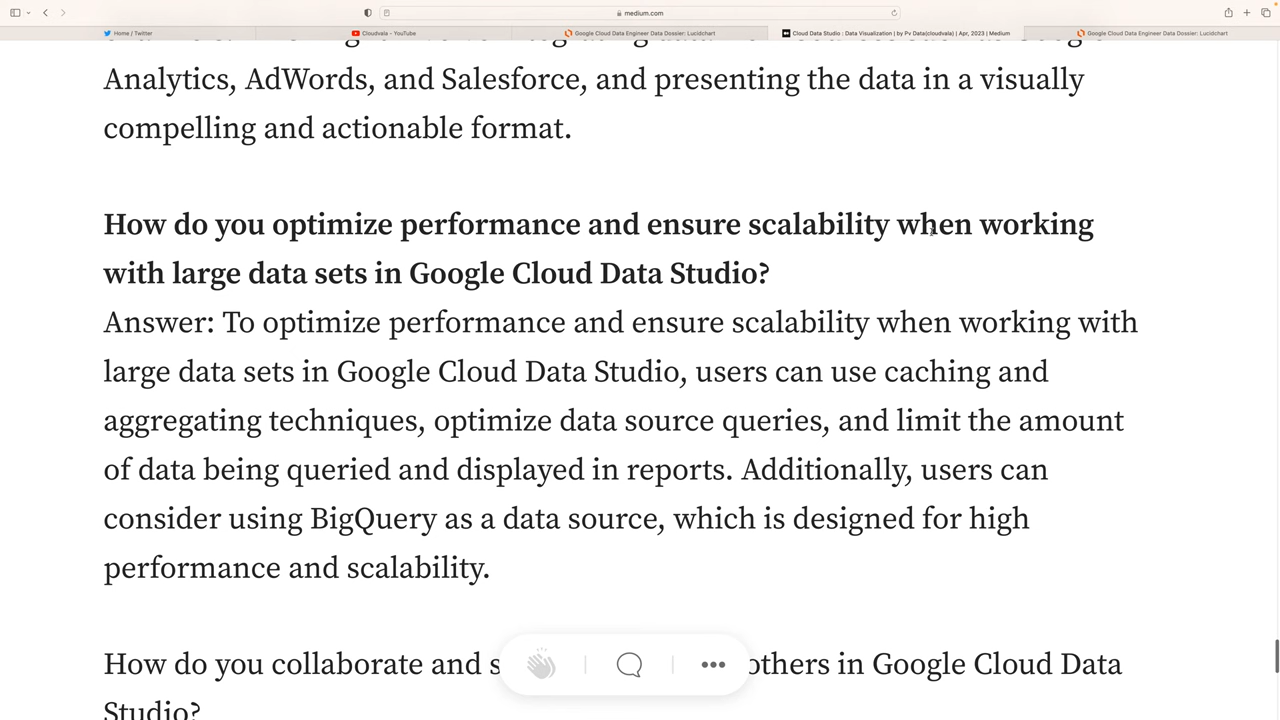 medium.com
Home / Twitter
Cloudvala - YouTube
Google Cloud Data Engineer Data Dossier: Lucidchart
Cloud Data Studio : Data Visualization | by Pv Data(cloudvala) | Apr, 2023 | Medium
Google Cloud Data Engineer Data Dossier: Lucidchart
Analytics, AdWords, and Salesforce, and presenting the data in a visually
compelling and actionable format.
How do you optimize performance and ensure scalability when working
with large data sets in Google Cloud Data Studio?
Answer: To optimize performance and ensure scalability when working with
large data sets in Google Cloud Data Studio, users can use caching and
aggregating techniques, optimize data source queries, and limit the amount
of data being queried and displayed in reports. Additionally, users can
consider using BigQuery as a data source, which is designed for high
performance and scalability.
How do you collaborate and others in Google Cloud Data
Studio?